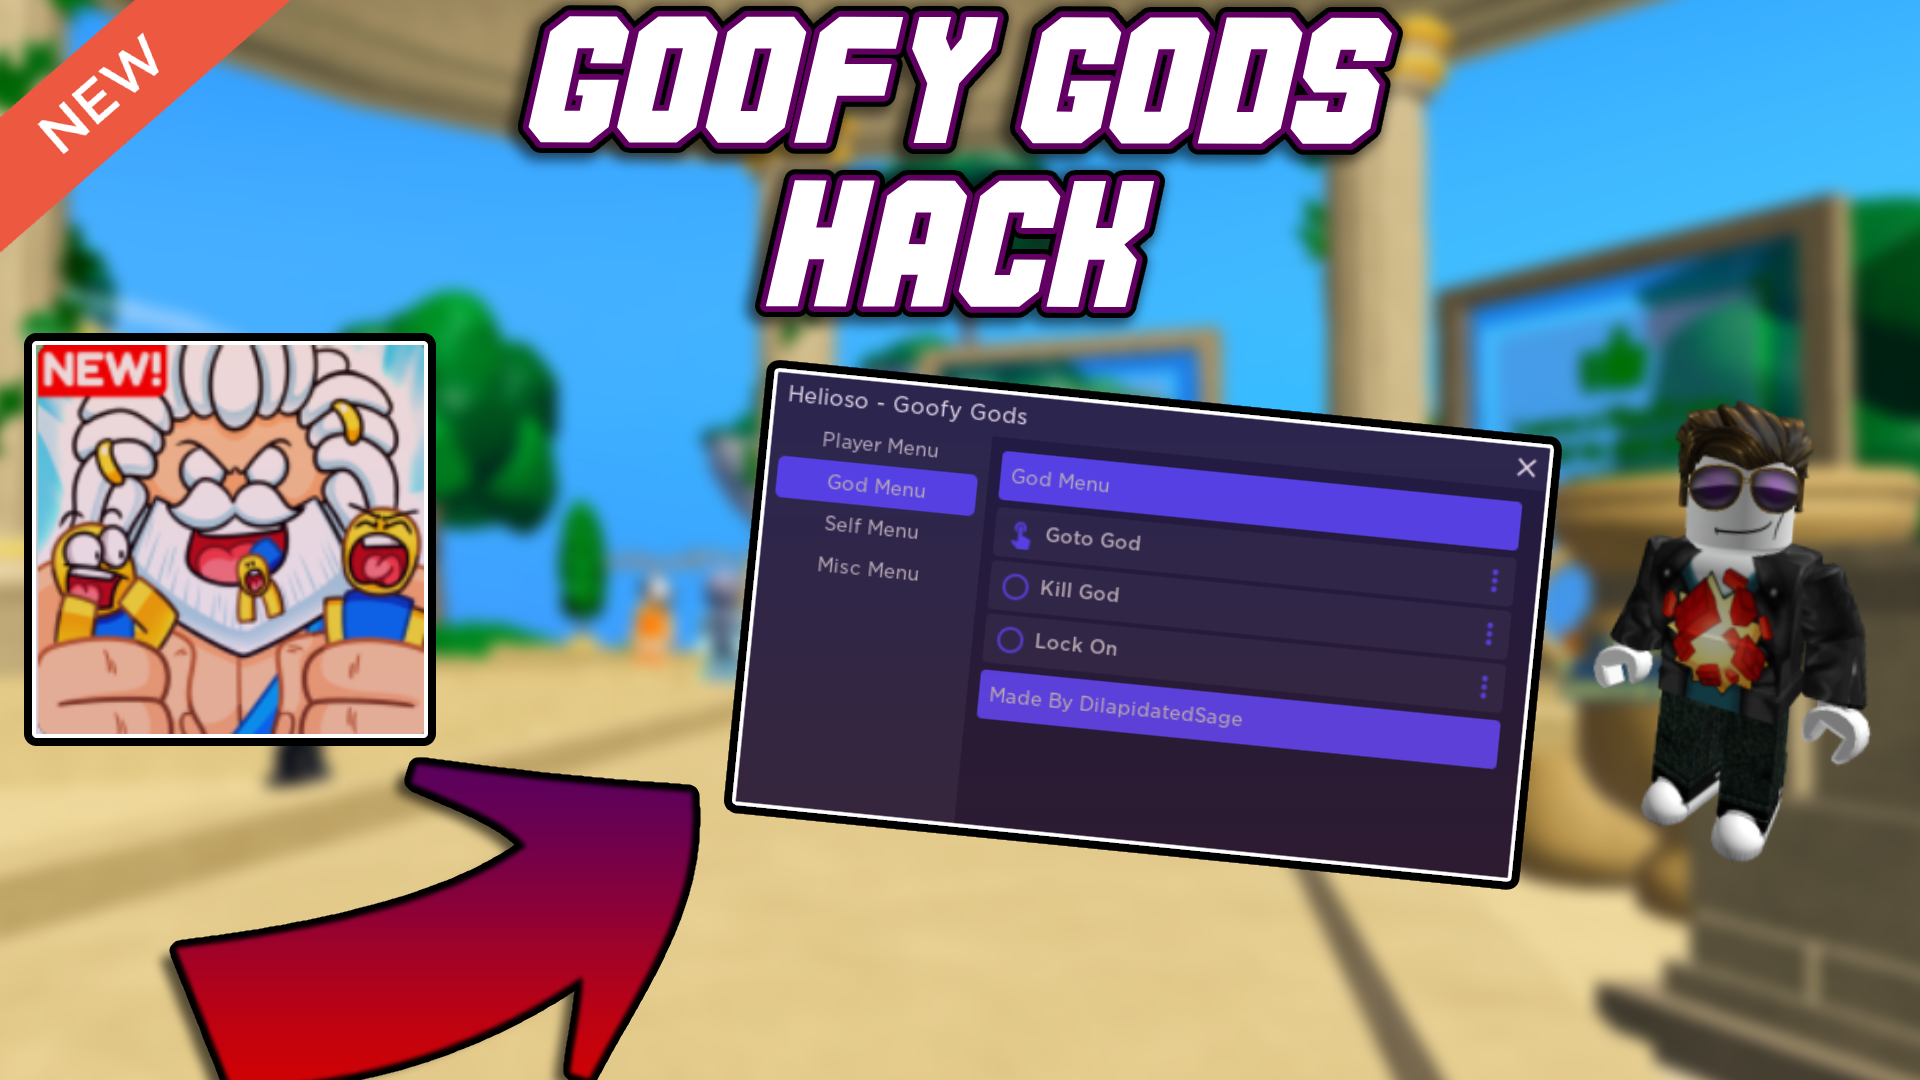 NEW
GOOFY GODS
HACK
NEW!
Helioso - Goofy Gods
Player Menu
God Menu
Self Menu
Misc Menu
God Menu
Goto God
Kill God
Lock On
Made By DilapidatedSage